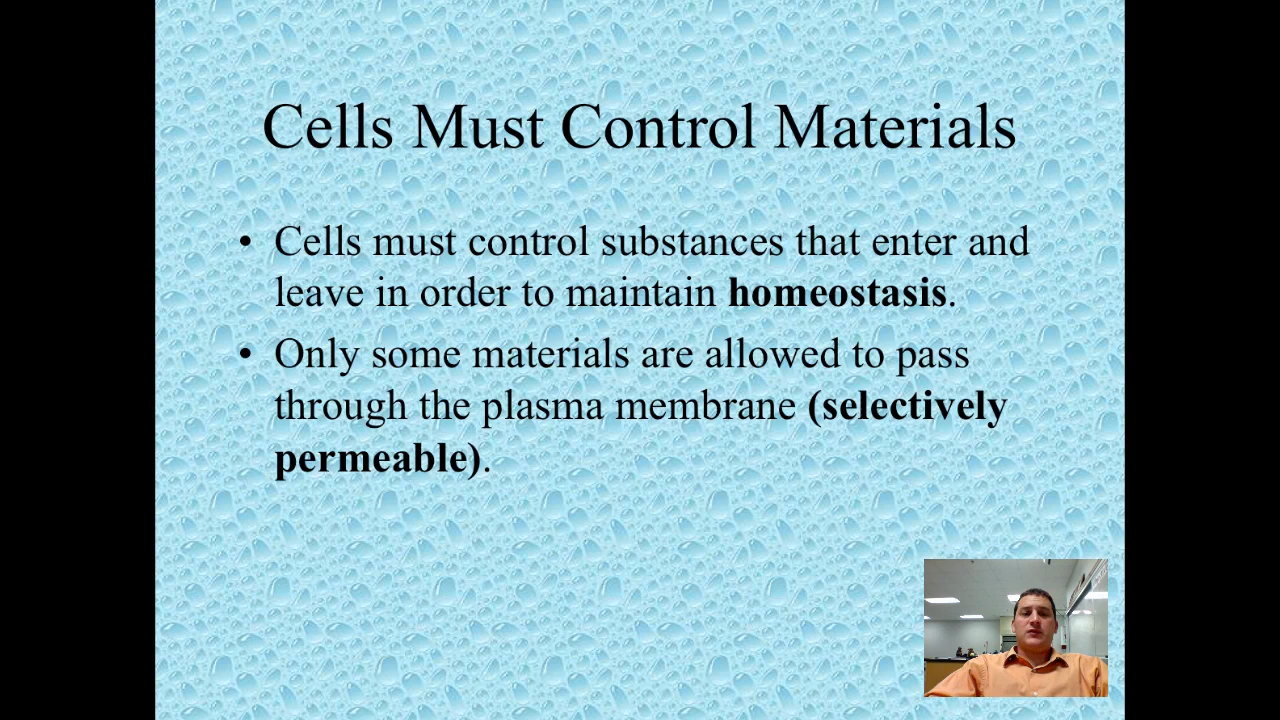 Cells Must Control Materials
• Cells must control substances that enter and
leave in order to maintain homeostasis.
• Only some materials are allowed to pass
through the plasma membrane (selectively
permeable).